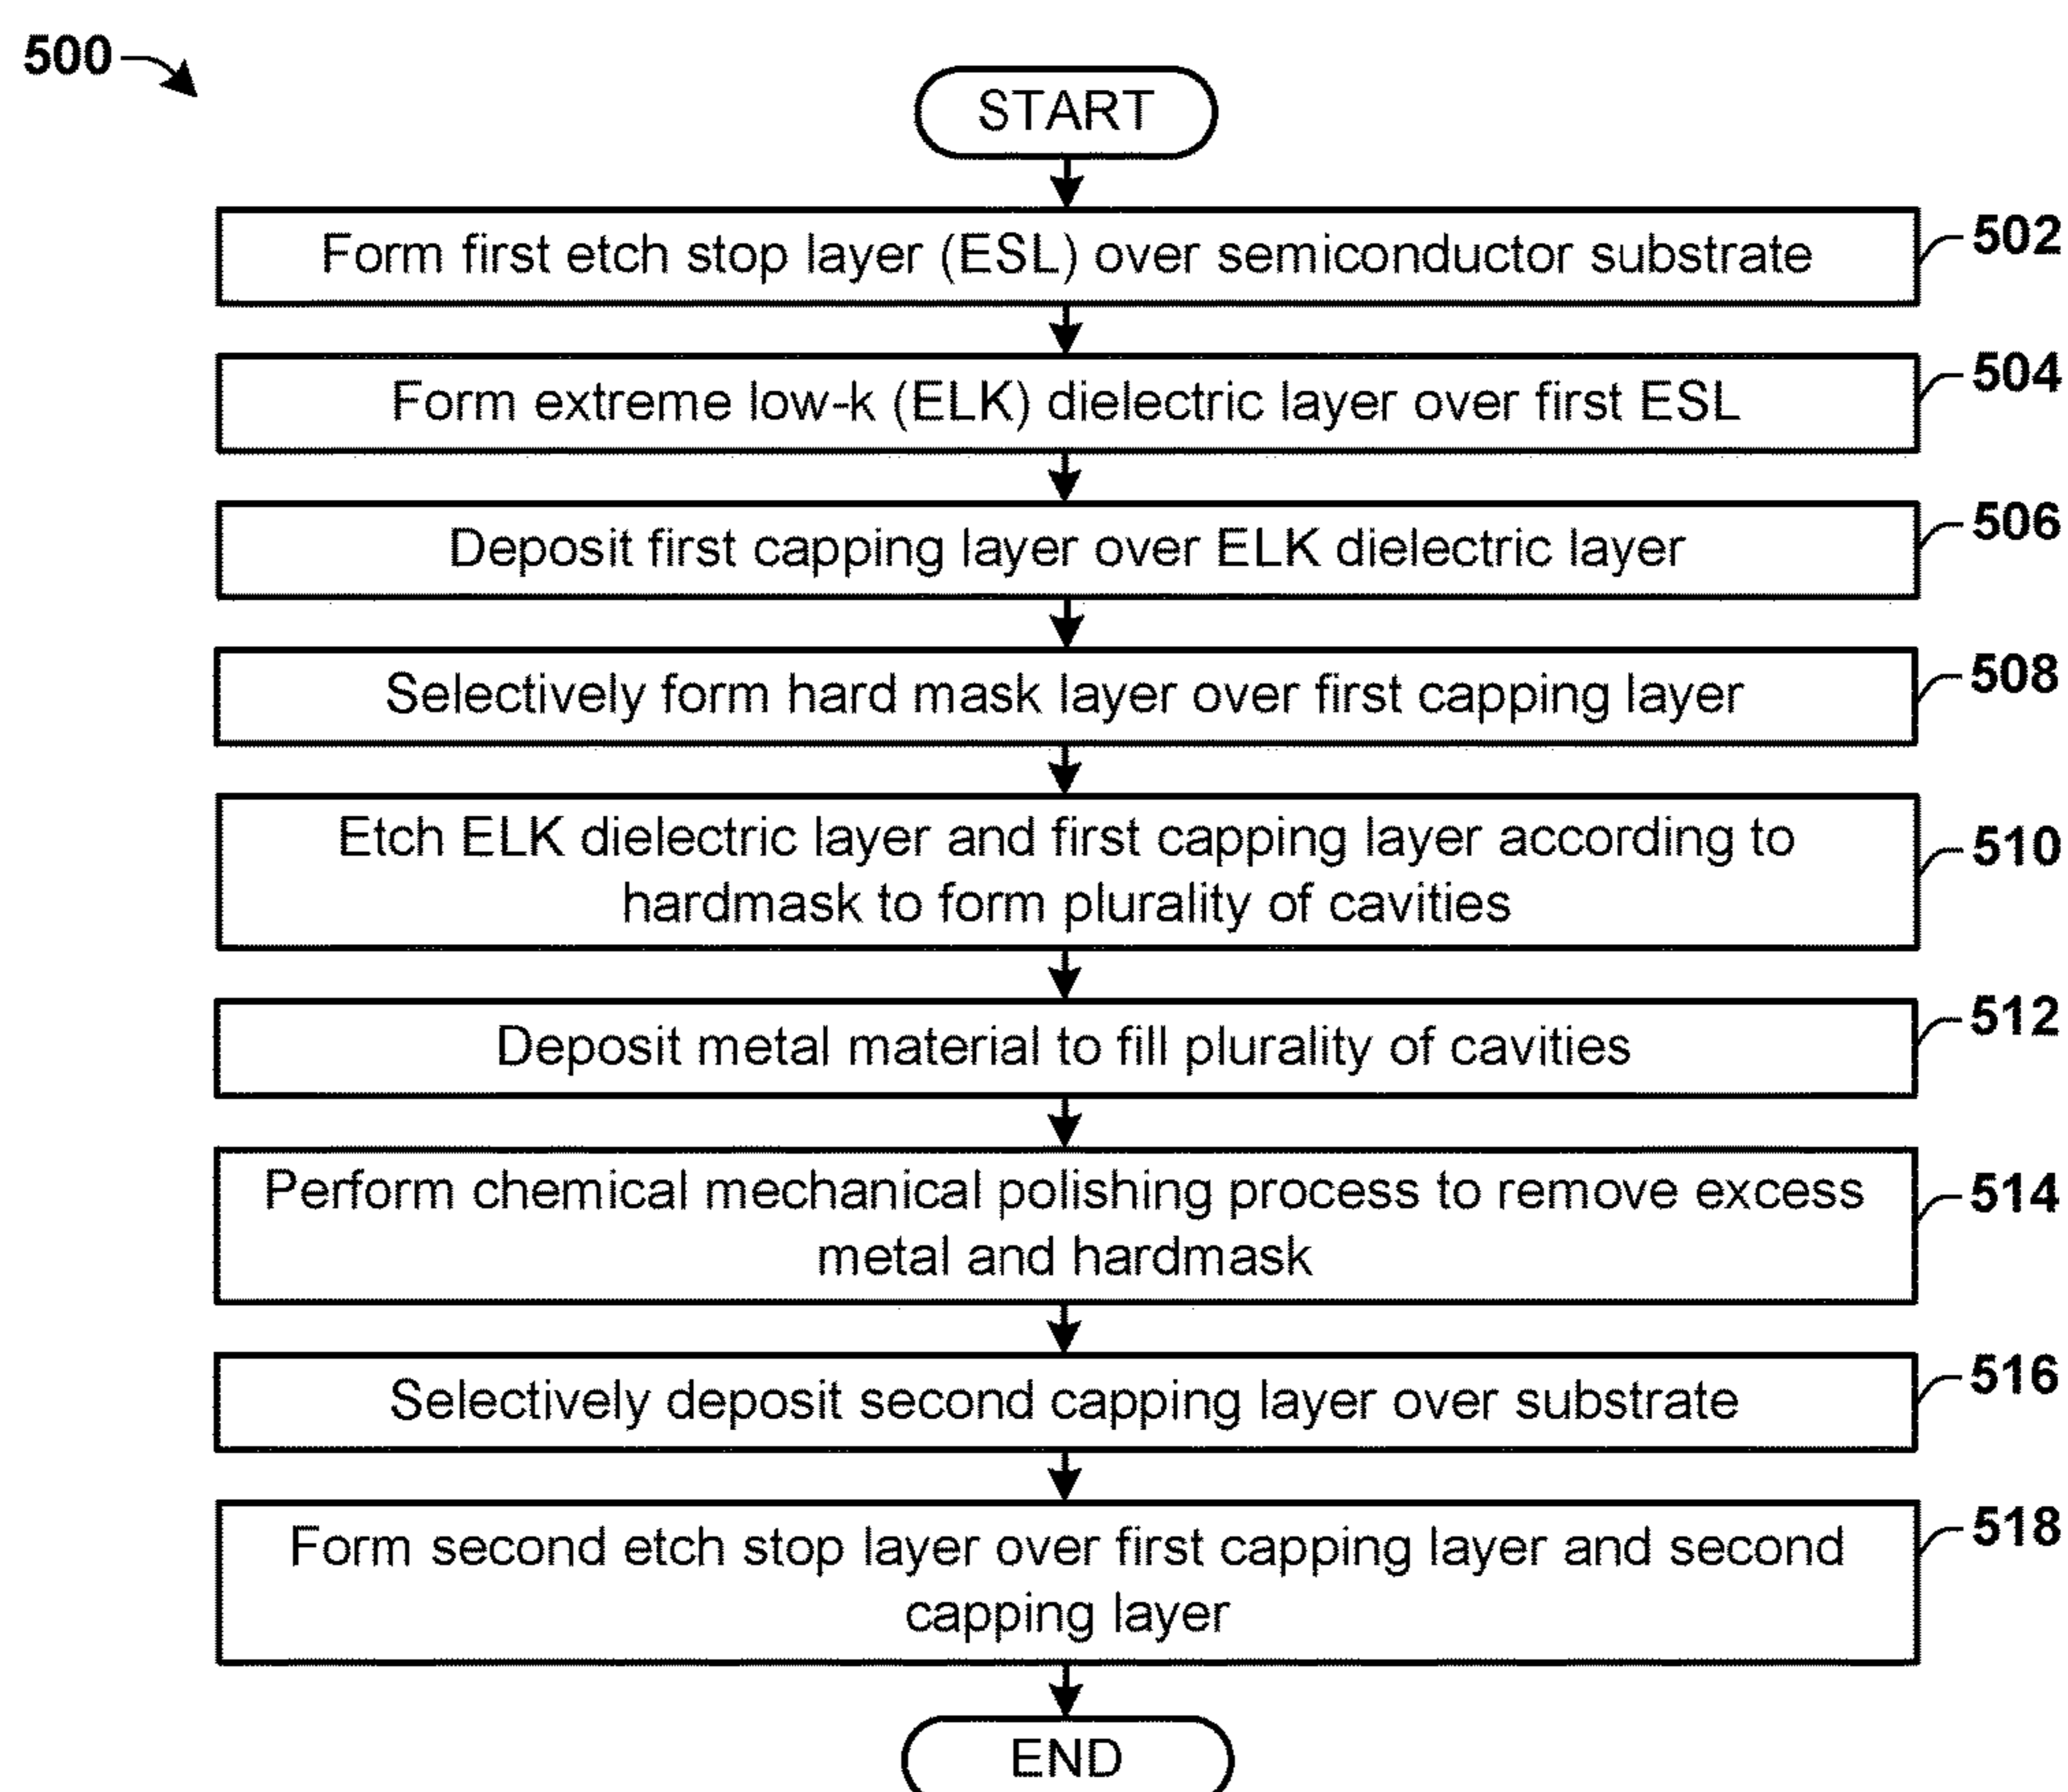 500
START
Form first etch stop layer (ESL) over semiconductor substrate
502
Form extreme low-k (ELK) dielectric layer over first ESL
504
Deposit first capping layer over ELK dielectric layer
506
Selectively form hard mask layer over first capping layer
508
Etch ELK dielectric layer and first capping layer according to
hardmask to form plurality of cavities
510
Deposit metal material to fill plurality of cavities
512
Perform chemical mechanical polishing process to remove excess
metal and hardmask
514
Selectively deposit second capping layer over substrate
516
Form second etch stop layer over first capping layer and second
capping layer
518
END